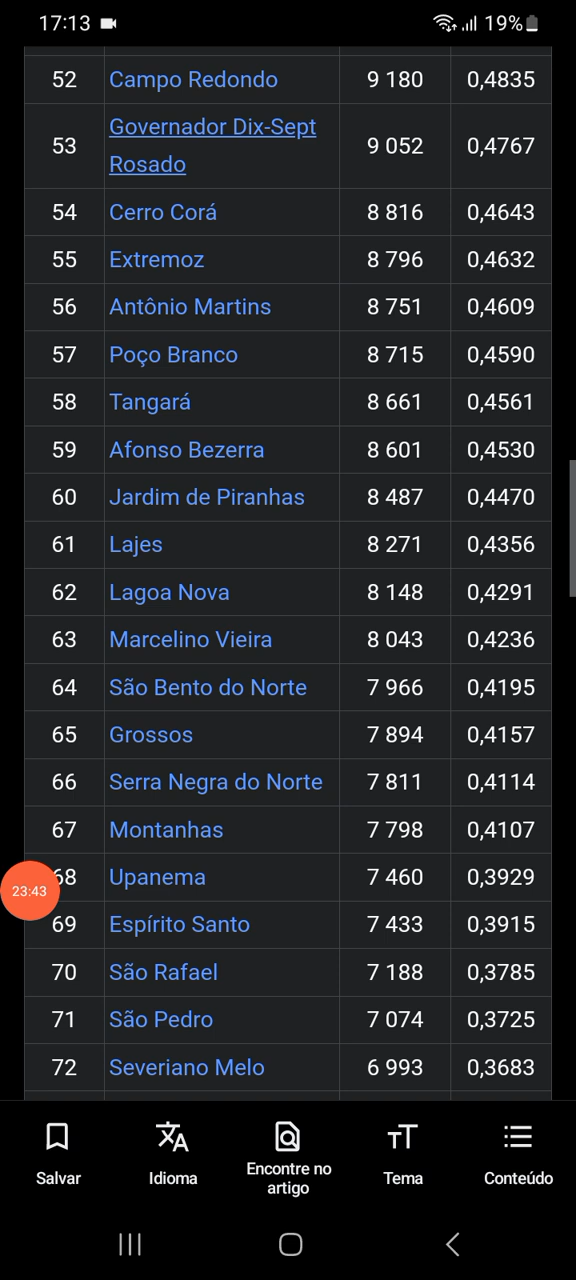 17:13 19%
52 Campo Redondo 9 180 0,4835
53 Governador Dix-Sept Rosado 9 052 0,4767
54 Cerro Corá 8 816 0,4643
55 Extremoz 8 796 0,4632
56 Antônio Martins 8 751 0,4609
57 Poço Branco 8 715 0,4590
58 Tangará 8 661 0,4561
59 Afonso Bezerra 8 601 0,4530
60 Jardim de Piranhas 8 487 0,4470
61 Lajes 8 271 0,4356
62 Lagoa Nova 8 148 0,4291
63 Marcelino Vieira 8 043 0,4236
64 São Bento do Norte 7 966 0,4195
65 Grossos 7 894 0,4157
66 Serra Negra do Norte 7 811 0,4114
67 Montanhas 7 798 0,4107
68 Upanema 7 460 0,3929
23:43
69 Espírito Santo 7 433 0,3915
70 São Rafael 7 188 0,3785
71 São Pedro 7 074 0,3725
72 Severiano Melo 6 993 0,3683
Salvar Idioma Encontre no artigo Tema Conteúdo